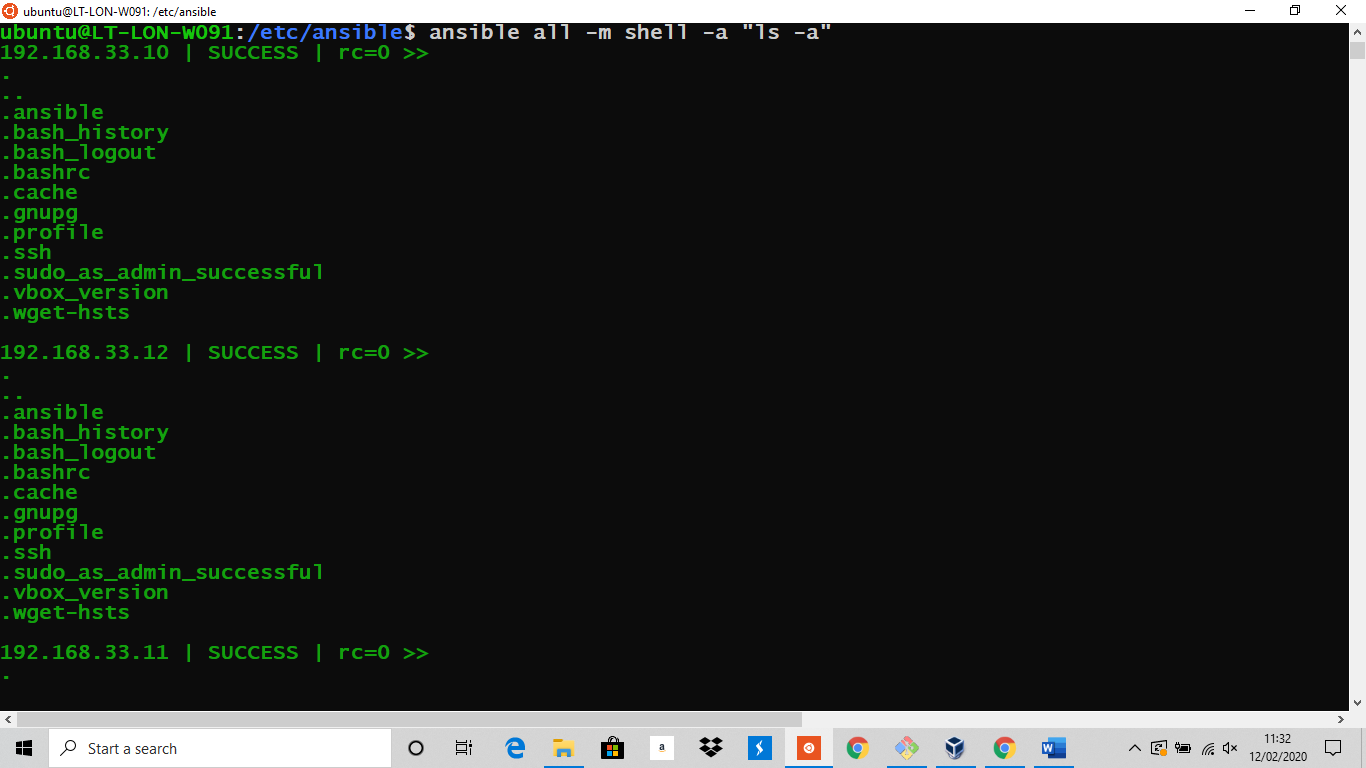 ubuntu@LT-LON-W091: /etc/ansible
ubuntu@LT-LON-W091:/etc/ansible$ ansible all -m shell -a "ls -a"
192.168.33.10 | SUCCESS | rc=0 >>
.
..
.ansible
.bash_history
.bash_logout
.bashrc
.cache
.gnupg
.profile
.ssh
.sudo_as_admin_successful
.vbox_version
.wget-hsts
192.168.33.12 | SUCCESS | rc=0 >>
.
..
.ansible
.bash_history
.bash_logout
.bashrc
.cache
.gnupg
.profile
.ssh
.sudo_as_admin_successful
.vbox_version
.wget-hsts
192.168.33.11 | SUCCESS | rc=0 >>
.
Start a search
a
W
11:32
12/02/2020